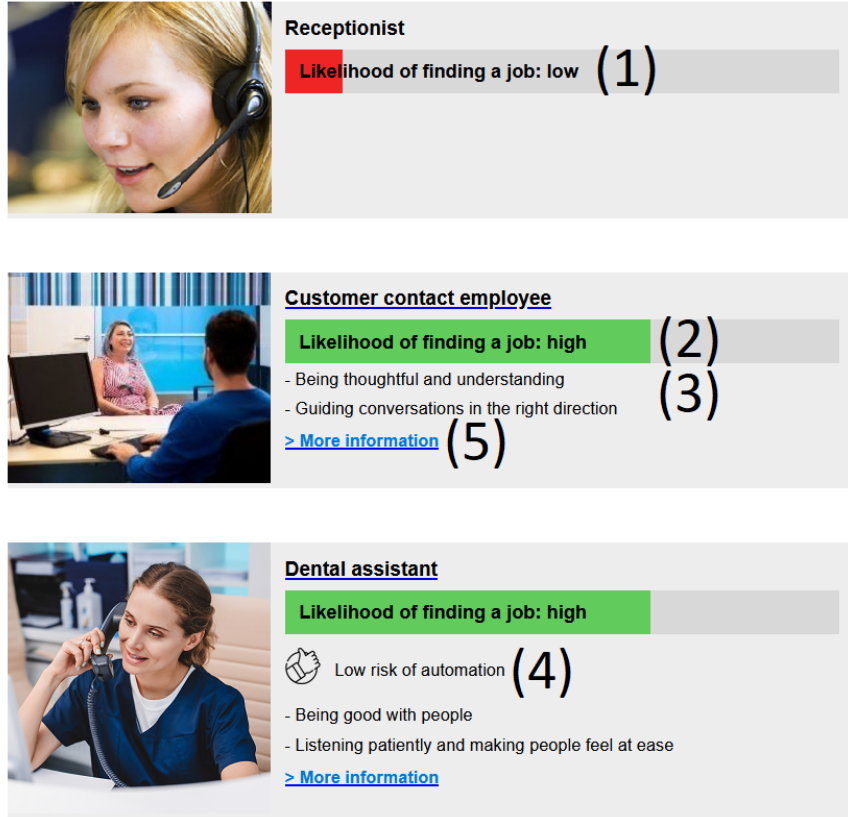 Receptionist
Likelihood of finding a job: low (1)
Customer contact employee
Likelihood of finding a job: high (2)
- Being thoughtful and understanding (3)
- Guiding conversations in the right direction
> More information (5)
Dental assistant
Likelihood of finding a job: high
Low risk of automation (4)
- Being good with people
- Listening patiently and making people feel at ease
> More information